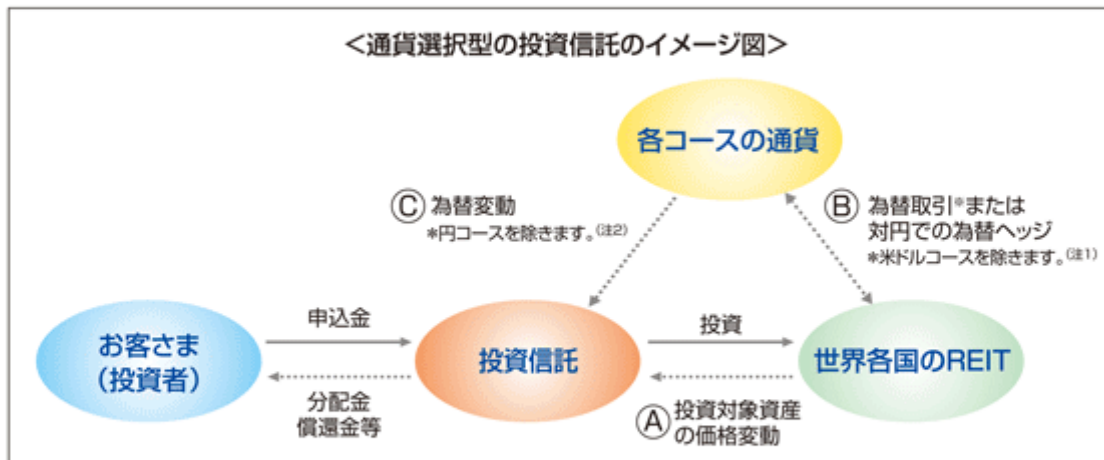 ＜通貨選択型の投資信託のイメージ図＞
各コースの通貨
Ⓒ 為替変動
*円コースを除きます。(注2)
Ⓑ 為替取引*または
対円での為替ヘッジ
*米ドルコースを除きます。(注1)
お客さま
（投資者）
申込金
分配金
償還金等
投資信託
投資
Ⓐ 投資対象資産
の価格変動
世界各国のREIT